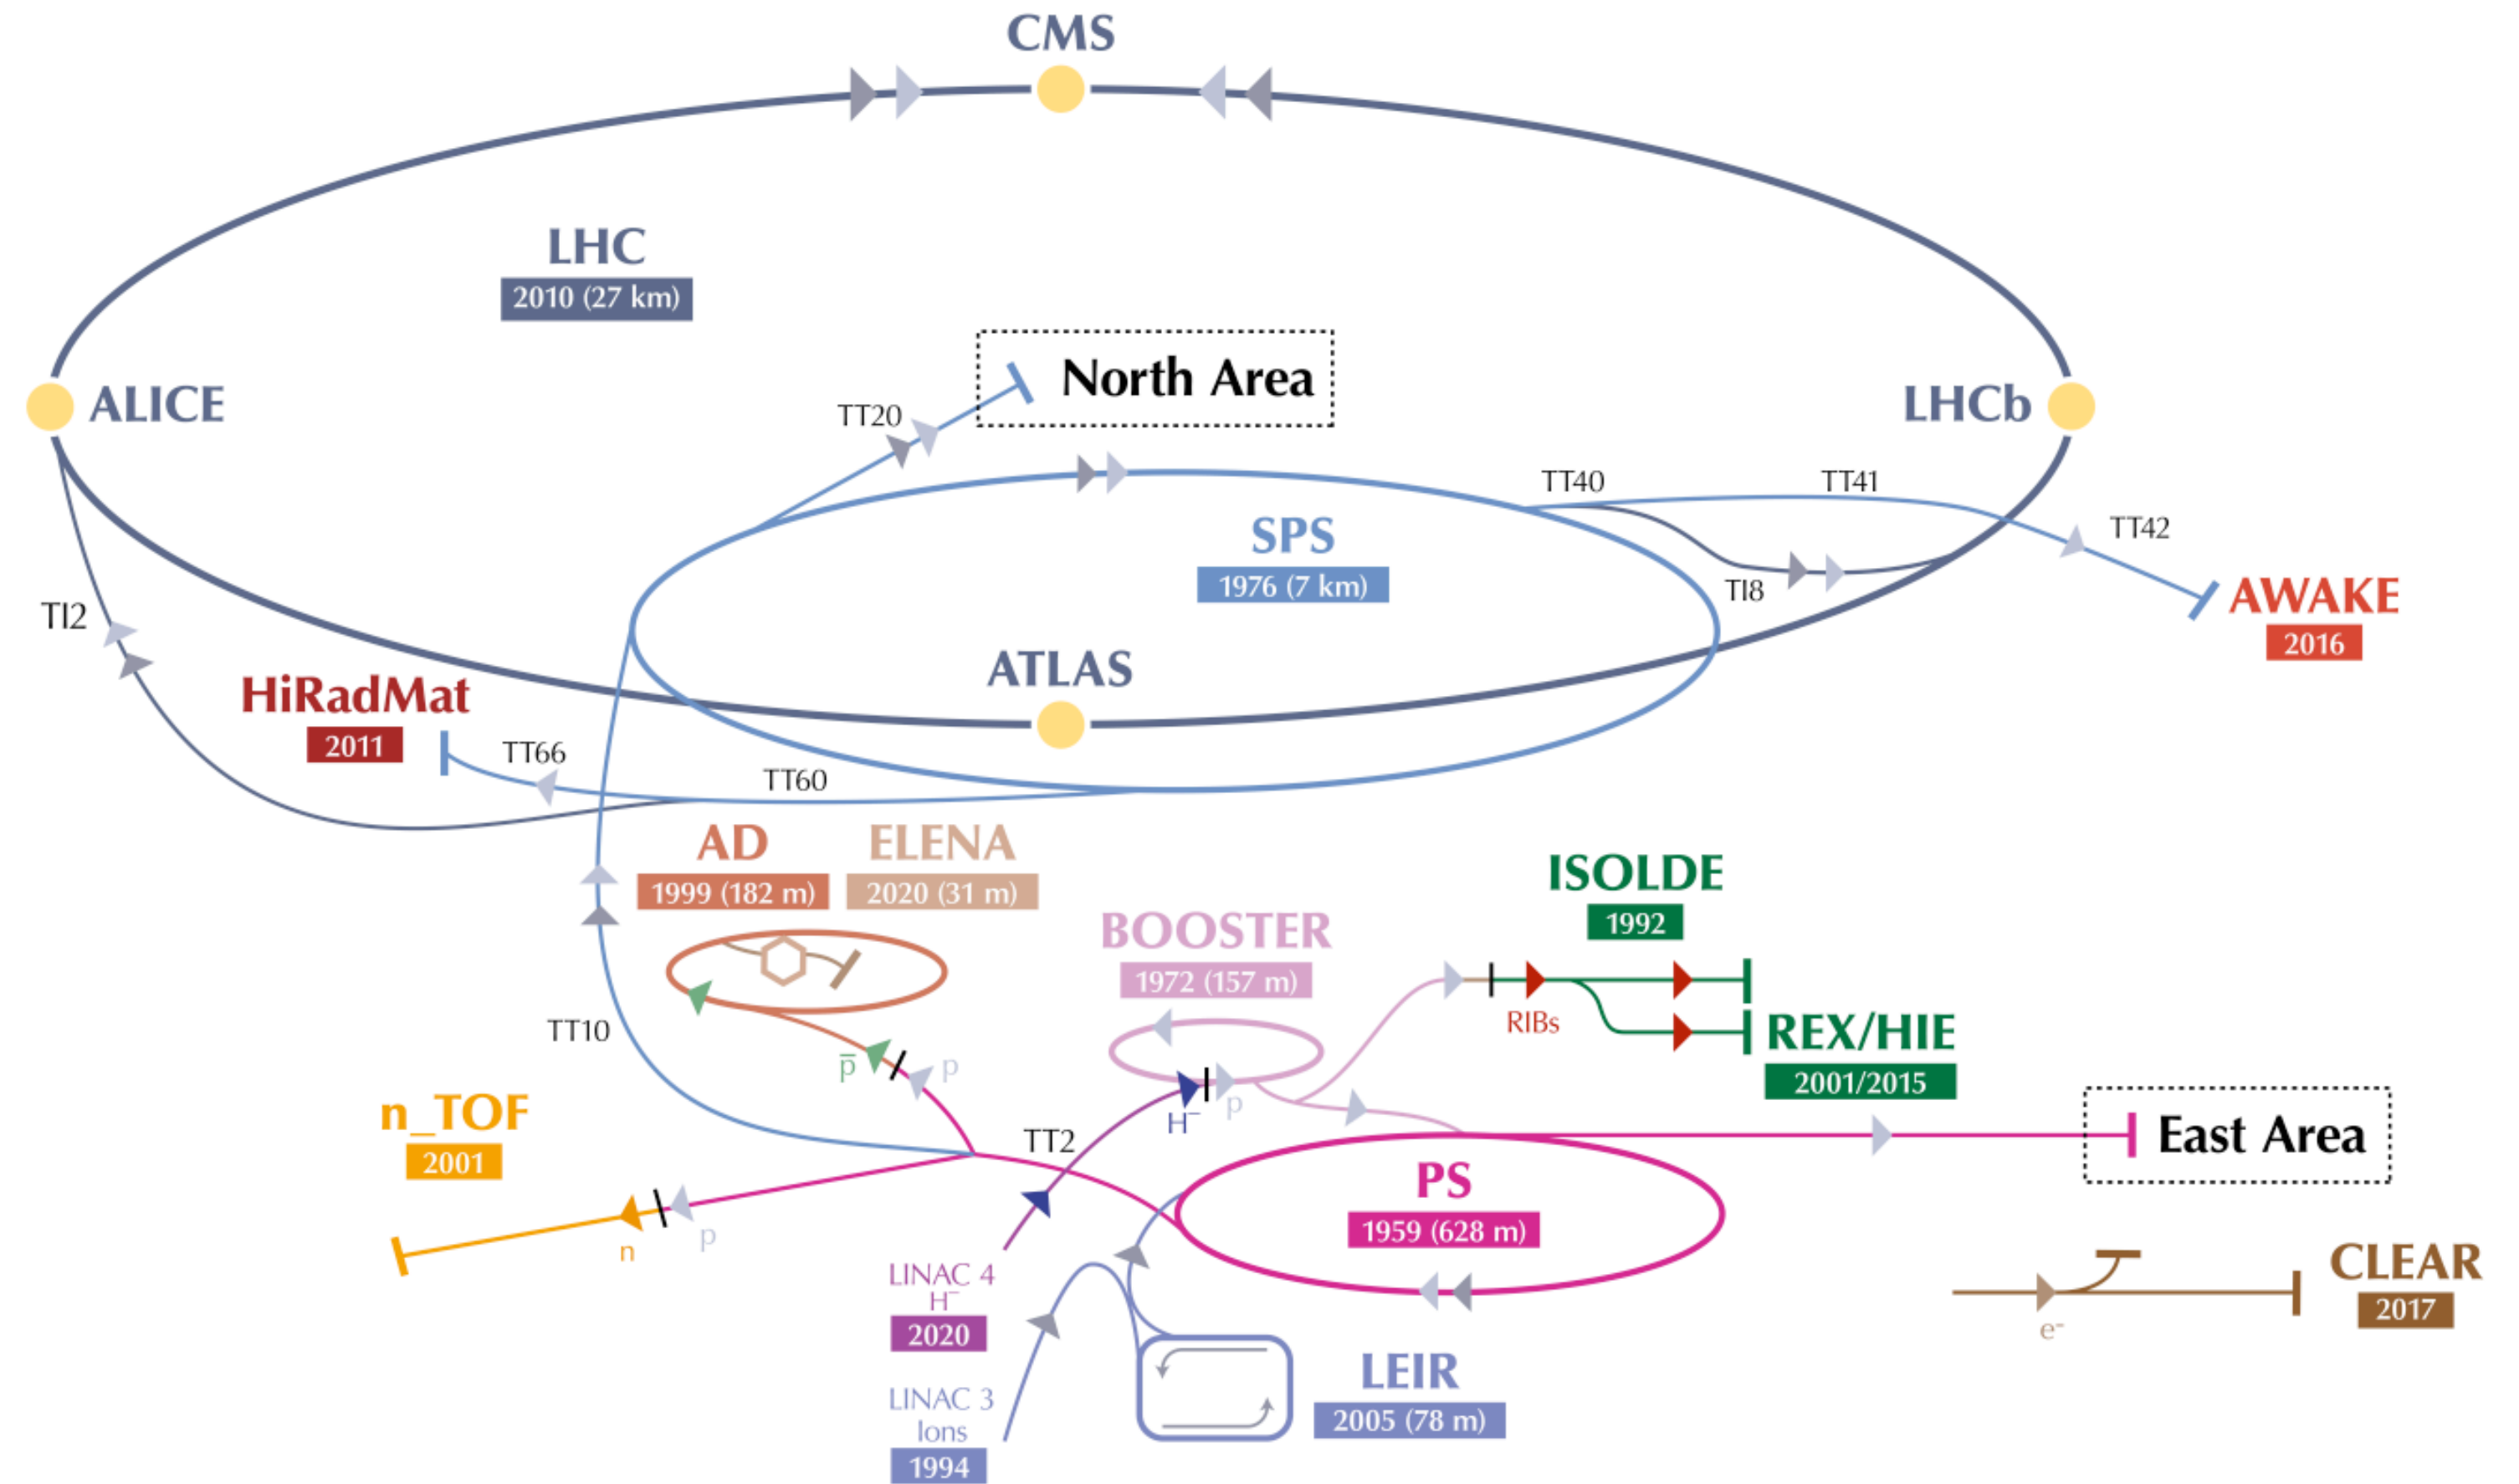 CMS
LHC
2010 (27 km)
North Area
ALICE
LHCb
TT20
TT40
TT41
TT42
SPS
1976 (7 km)
TI8
AWAKE
2016
TI2
ATLAS
HiRadMat
2011
TT66
TT60
AD
1999 (182 m)
ELENA
2020 (31 m)
ISOLDE
1992
BOOSTER
1972 (157 m)
RIBs
REX/HIE
2001/2015
TT10
p̅
p
H⁻
p
n_TOF
2001
TT2
East Area
PS
1959 (628 m)
n
p
LINAC 4
H⁻
2020
CLEAR
2017
e⁻
LEIR
2005 (78 m)
LINAC 3
Ions
1994